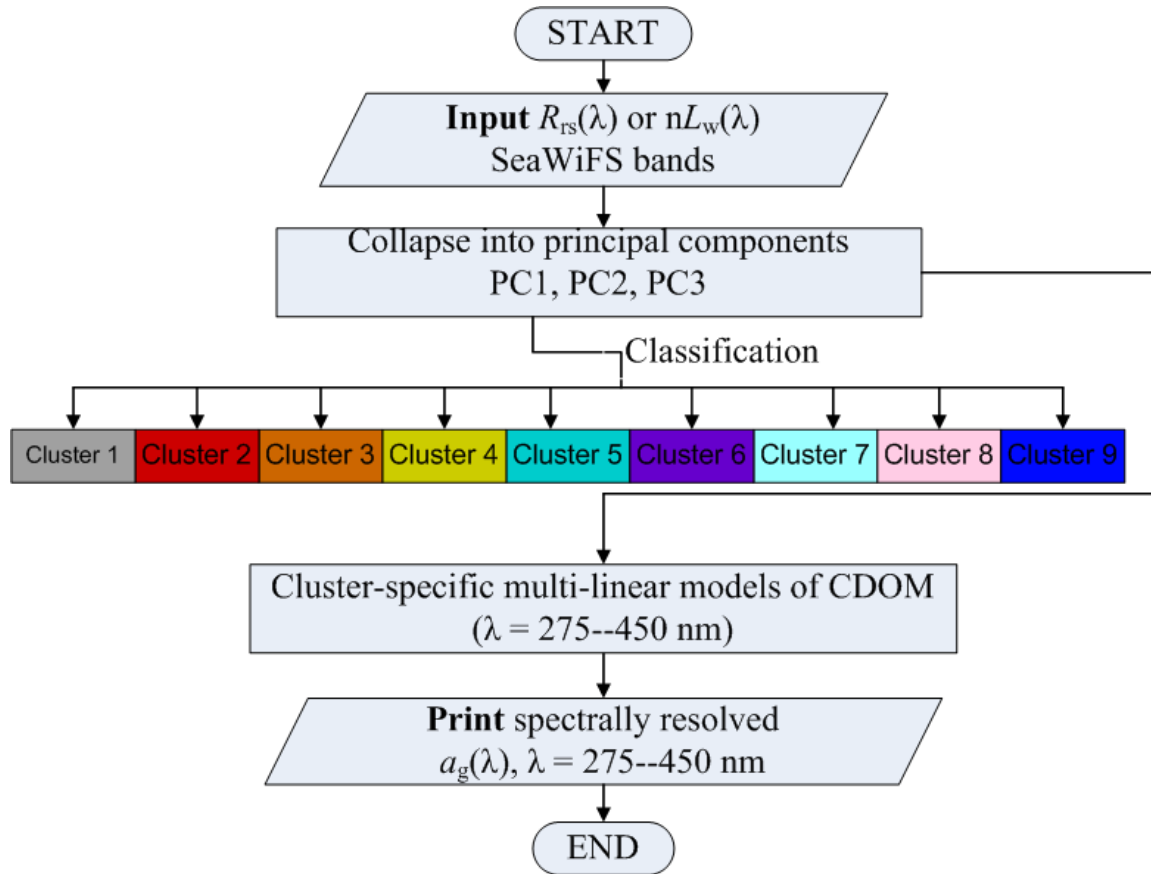 START
Input Rrs(λ) or nLw(λ)
SeaWiFS bands
Collapse into principal components
PC1, PC2, PC3
Classification
Cluster 1 Cluster 2 Cluster 3 Cluster 4 Cluster 5 Cluster 6 Cluster 7 Cluster 8 Cluster 9
Cluster-specific multi-linear models of CDOM
(λ = 275--450 nm)
Print spectrally resolved
ag(λ), λ = 275--450 nm
END